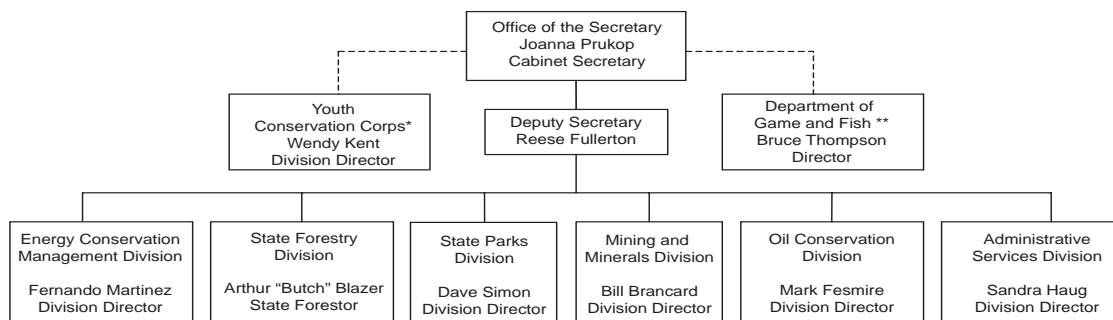 Office of the Secretary
Joanna Prukop
Cabinet Secretary
Youth
Conservation Corps*
Wendy Kent
Division Director
Deputy Secretary
Reese Fullerton
Department of
Game and Fish **
Bruce Thompson
Director
Energy Conservation
Management Division
Fernando Martinez
Division Director
State Forestry
Division
Arthur “Butch” Blazer
State Forestor
State Parks
Division
Dave Simon
Division Director
Mining and
Minerals Division
Bill Brancard
Division Director
Oil Conservation
Division
Mark Fesmire
Division Director
Administrative
Services Division
Sandra Haug
Division Director